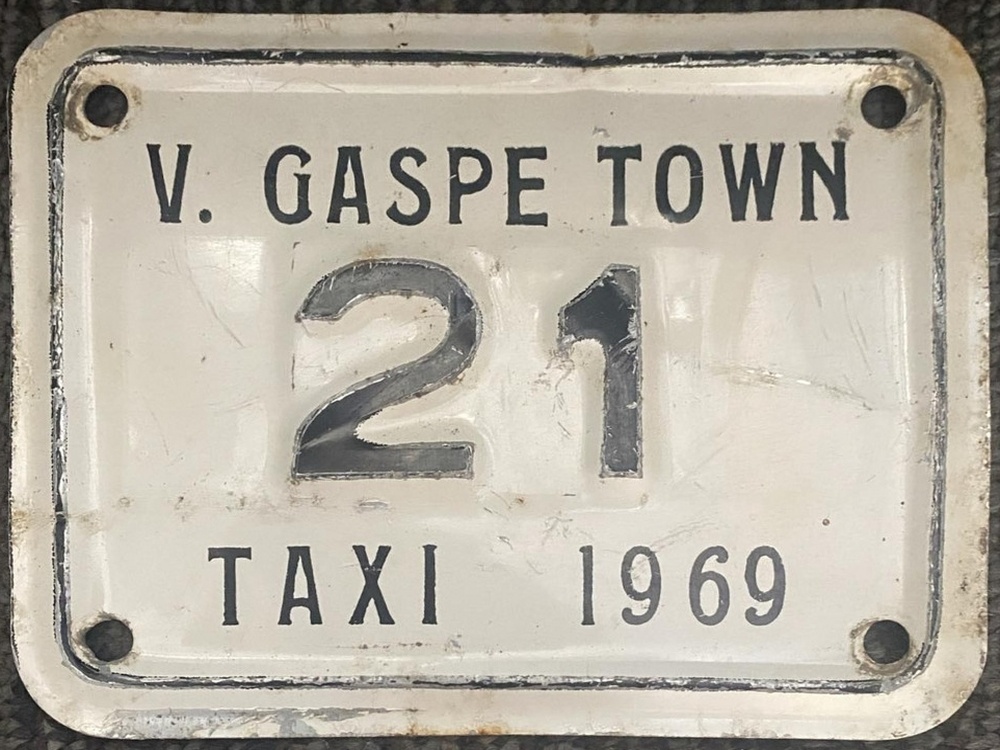 V. GASPE TOWN
21
TAXI 1969